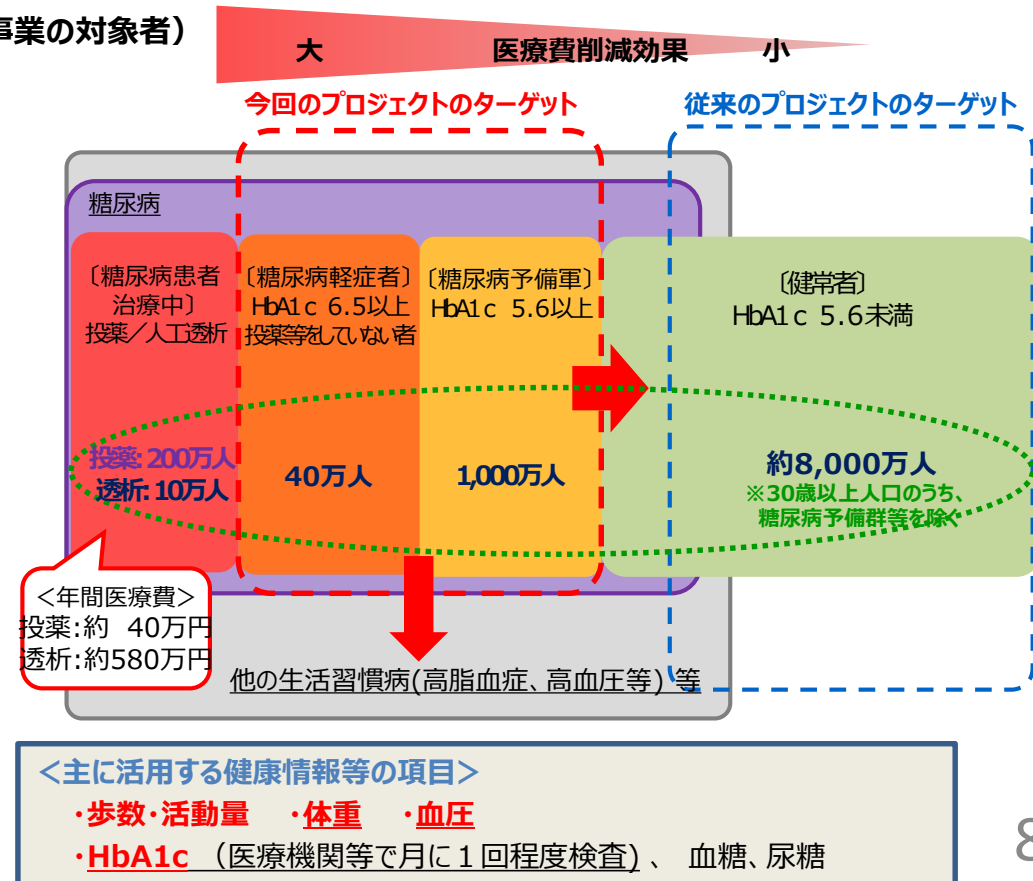 事業の対象者）
大 医療費削減効果 小
今回のプロジェクトのターゲット
従来のプロジェクトのターゲット
糖尿病
〔糖尿病患者
治療中〕
投薬／人工透析
〔糖尿病軽症者〕
HbA1c 6.5以上
投薬等をしていない者
〔糖尿病予備軍〕
HbA1c 5.6以上
〔健常者〕
HbA1c 5.6未満
投薬:200万人
透析:10万人
40万人
1,000万人
約8,000万人
※30歳以上人口のうち、
糖尿病予備群等を除く
＜年間医療費＞
投薬:約 40万円
透析:約580万円
他の生活習慣病(高脂血症、高血圧等) 等
＜主に活用する健康情報等の項目＞
・歩数・活動量 ・体重 ・血圧
・HbA1c （医療機関等で月に１回程度検査) 、 血糖、尿糖
8